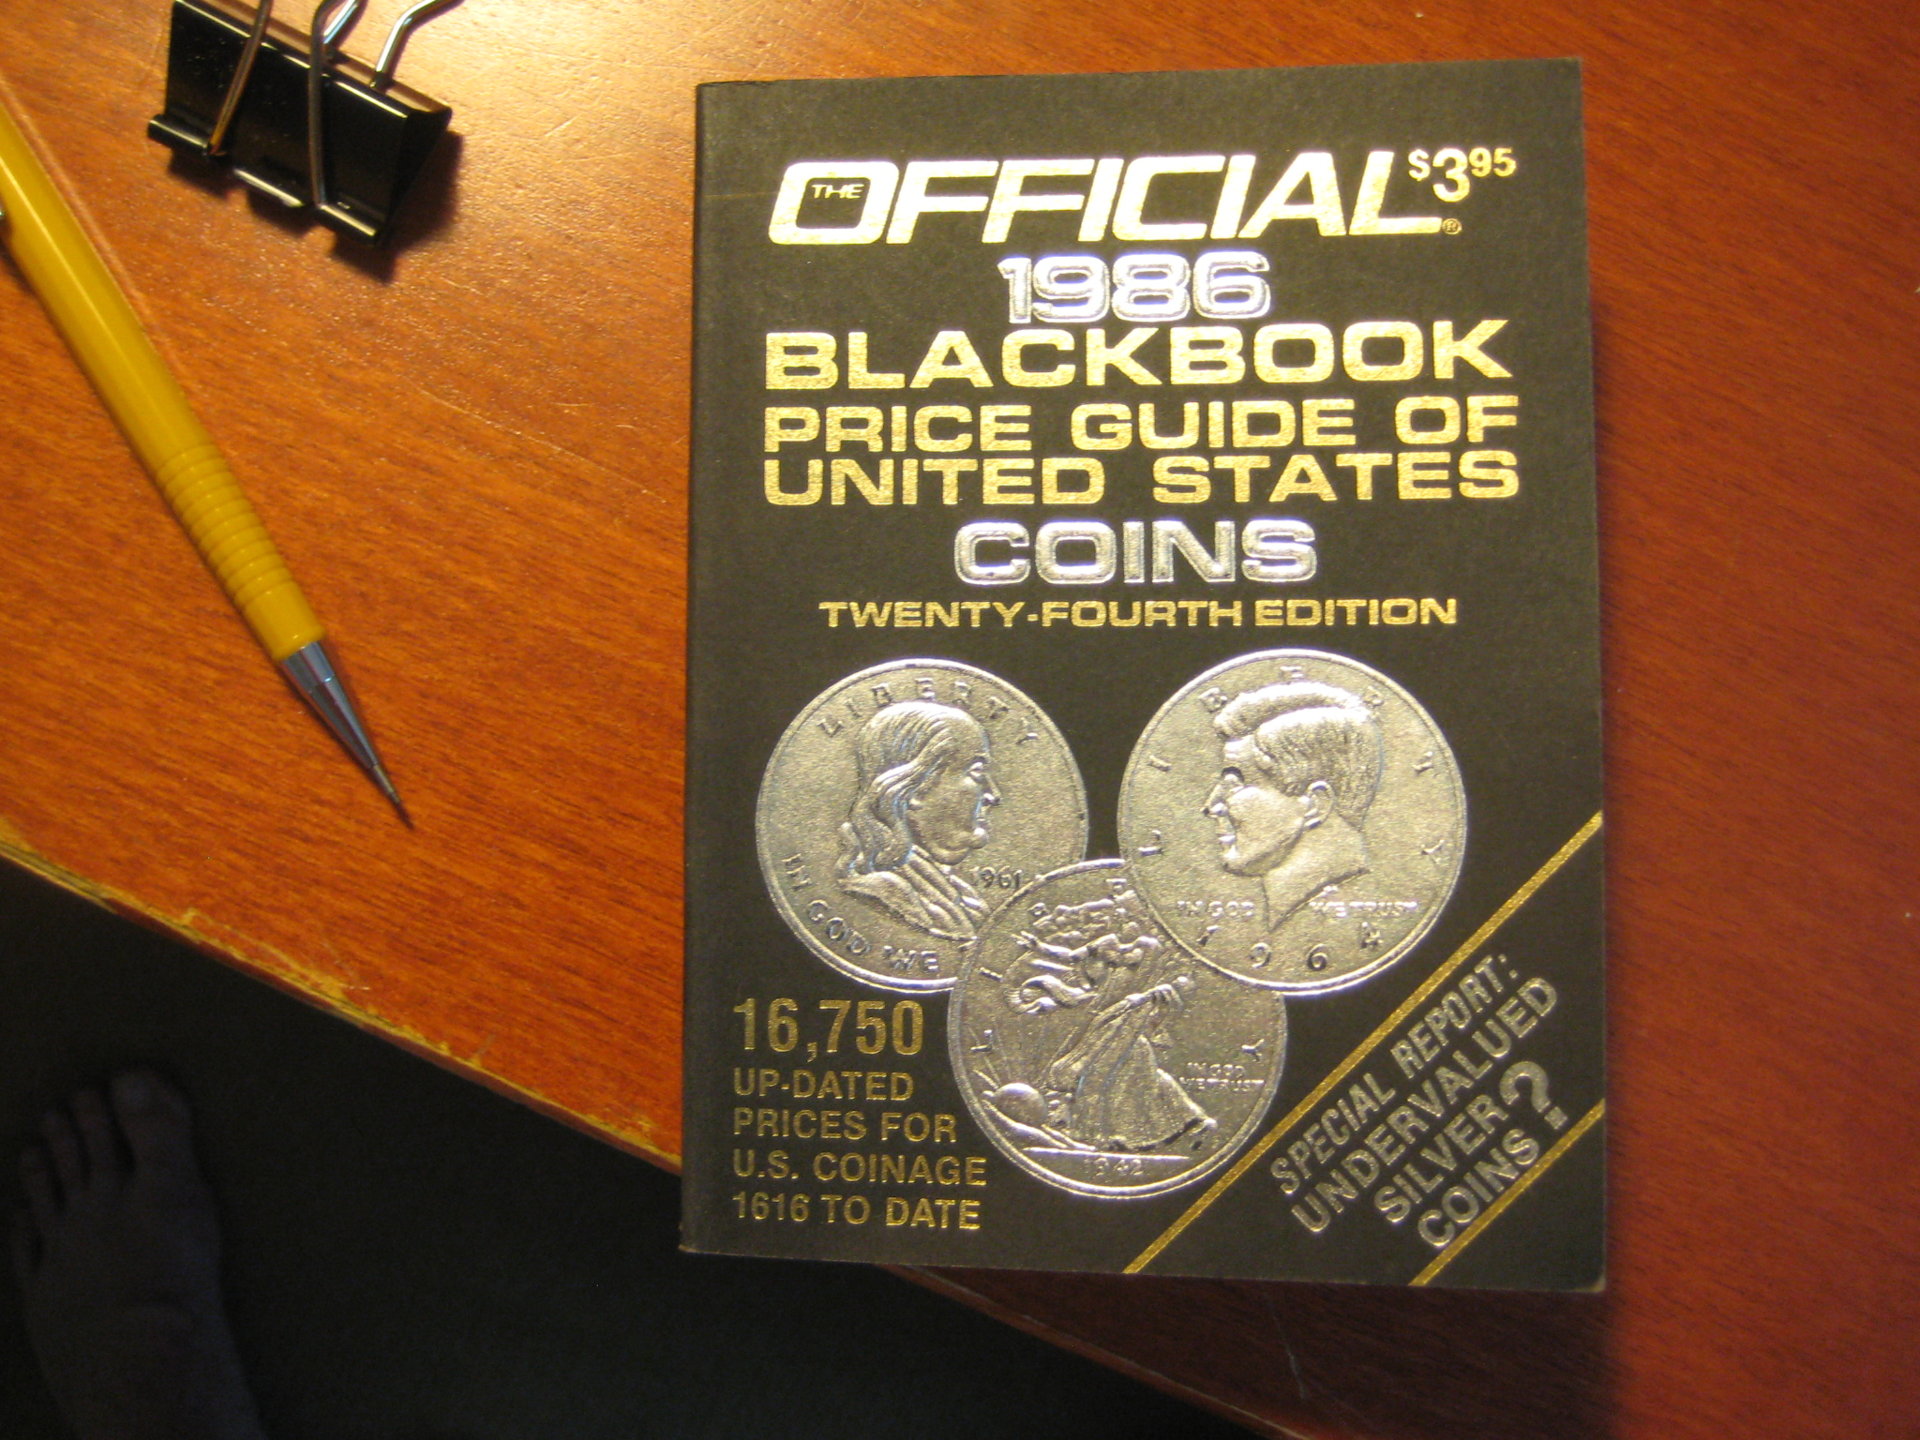 THE OFFICIAL® $3.95
1986
BLACKBOOK
PRICE GUIDE OF
UNITED STATES
COINS
TWENTY-FOURTH EDITION
LIBERTY
IN GOD WE
1961
LIBERTY
IN GOD WE TRUST
1964
L I B E Y
IN GOD
WE TRUST
1942
16,750
UP-DATED
PRICES FOR
U.S. COINAGE
1616 TO DATE
SPECIAL REPORT:
UNDERVALUED
SILVER
COINS?